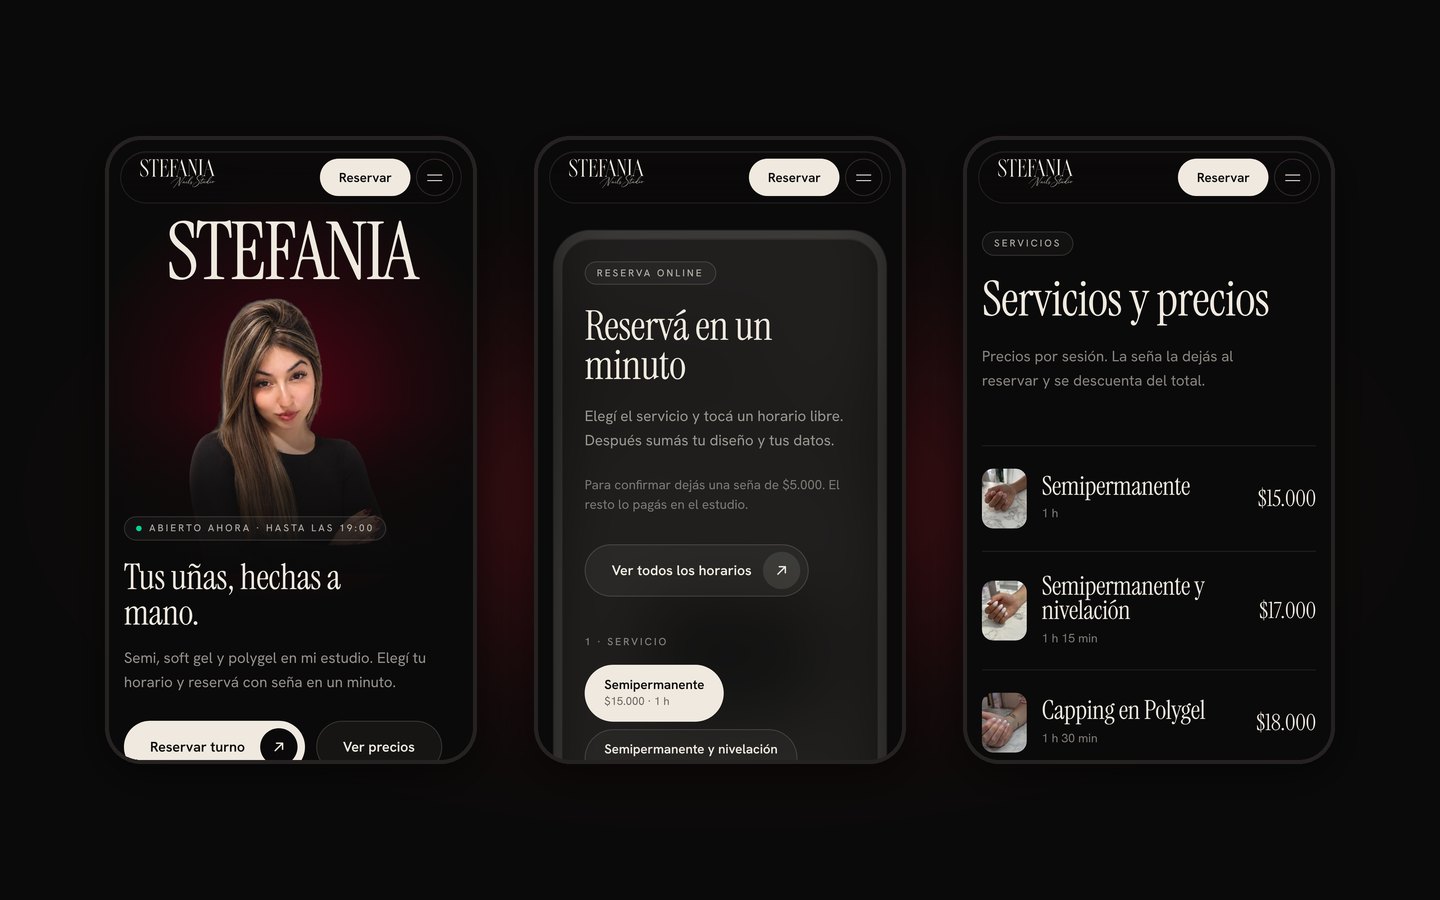 STEFANIA
Nails Studio
Reservar
STEFANIA
ABIERTO AHORA · HASTA LAS 19:00
Tus uñas, hechas a
mano.
Semi, soft gel y polygel en mi estudio. Elegí tu
horario y reservá con seña en un minuto.
Reservar turno
Ver precios
STEFANIA
Nails Studio
Reservar
RESERVA ONLINE
Reservá en un
minuto
Elegí el servicio y tocá un horario libre.
Después sumás tu diseño y tus datos.
Para confirmar dejás una seña de $5.000. El
resto lo pagás en el estudio.
Ver todos los horarios
1 · SERVICIO
Semipermanente
$15.000 · 1 h
Semipermanente y nivelación
STEFANIA
Nails Studio
Reservar
SERVICIOS
Servicios y precios
Precios por sesión. La seña la dejás al
reservar y se descuenta del total.
Semipermanente
1 h
$15.000
Semipermanente y
nivelación
1 h 15 min
$17.000
Capping en Polygel
1 h 30 min
$18.000